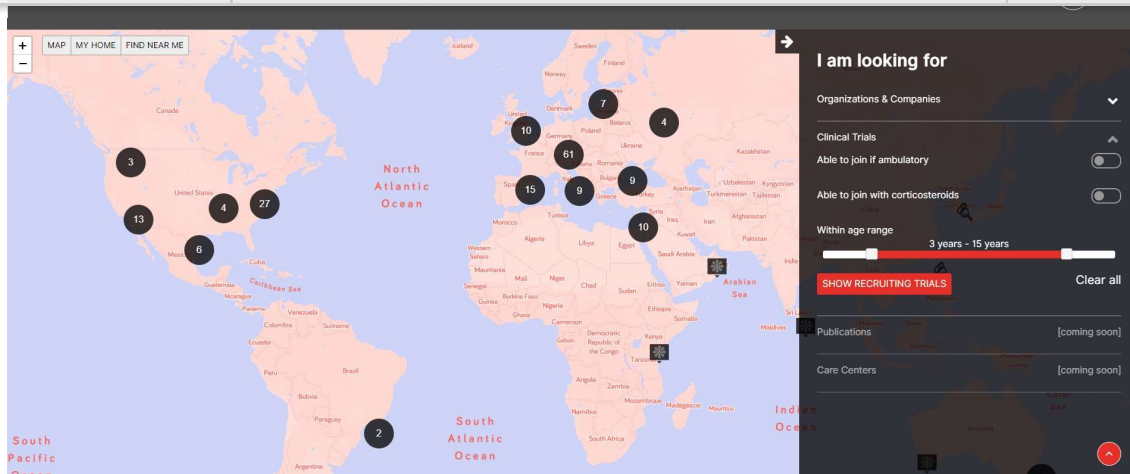 +
−
MAP MY HOME FIND NEAR ME
I am looking for
Organizations & Companies
Clinical Trials
Able to join if ambulatory
Able to join with corticosteroids
Within age range
3 years - 15 years
SHOW RECRUITING TRIALS
Clear all
Publications [coming soon]
Care Centers [coming soon]
Iceland
Sweden
Finland
Norway
United
Denmark
Belarus
Germany
Poland
Ukraine
France
Romania
Kazakhstan
Canada
United States
North
Atlantic
Ocean
3
13
4
27
6
2
10
7
4
61
15
9
9
10
Greece
Azerbaijan
Uzbekistan Kyrgyzstan
Turkmenistan Tajikistan
Syria
Iraq
Iran
Afghanistan
Kuwait
Pakistan
Tunisia
Morocco
Algeria
Libya
Egypt
Western
Sahara
Saudi Arabia
India
Mauritania
Mali
Niger
Chad
Sudan
Eritrea
Yemen
Arabian
Sea
Senegal
Burkina Faso
Guinea
Nigeria
Ghana
Ethiopia
Somalia
Cameroon
Maldives
Gabon
Democratic
Republic of
the Congo
Kenya
Angola
Zambia
Mozambique
Madagascar
Mauritius
Namibia
South Africa
Cuba
Caribbean Sea
Guatemala
Nicaragua
Panama
Venezuela
Colombia
Suriname
Ecuador
Peru
Brazil
Bolivia
Paraguay
Argentina
South
Atlantic
Ocean
South
Pacific